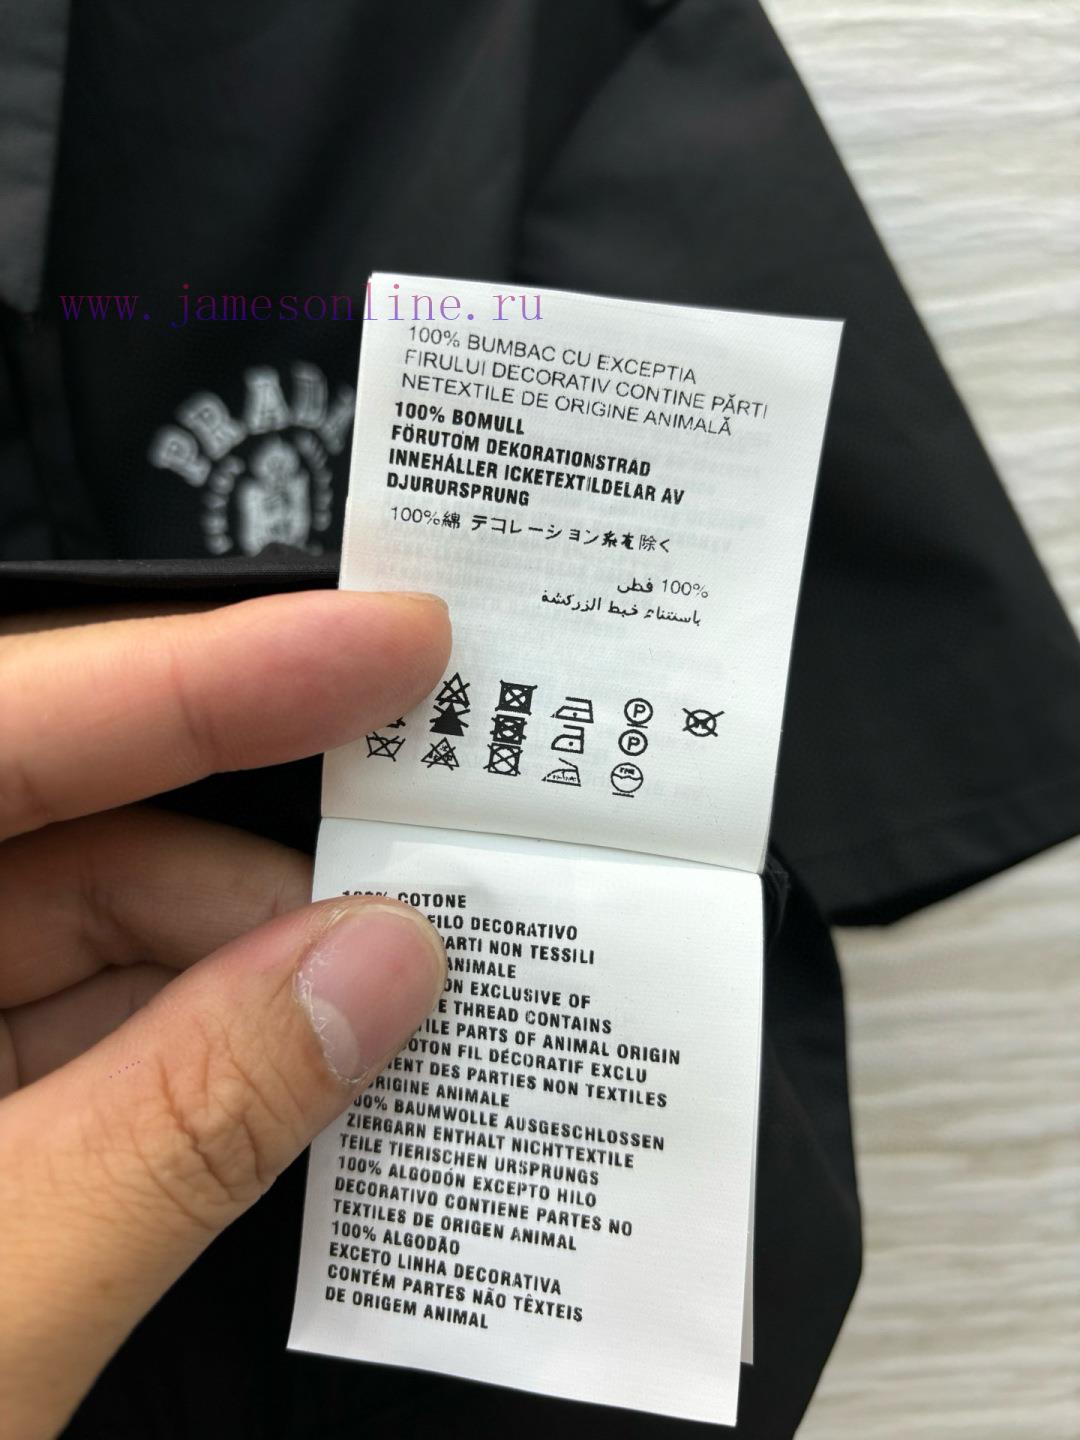 www.jamesonline.ru
PRADA
100% BUMBAC CU EXCEPTIA
FIRULUI DECORATIV CONTINE PĂRTI
NETEXTILE DE ORIGINE ANIMALĂ
100% BOMULL
FÖRUTOM DEKORATIONSTRAD
INNEHÅLLER ICKETEXTILDELAR AV
DJURURSPRUNG
100%綿 デコレーション糸を除く
100% قطن
باستثناء خيط الزركشة
P
P
100% COTONE
FILO DECORATIVO
PARTI NON TESSILI
ANIMALE
EXCLUSIVE OF
THREAD CONTAINS
PARTS OF ANIMAL ORIGIN
FIL DÉCORATIF EXCLU
DES PARTIES NON TEXTILES
ORIGINE ANIMALE
100% BAUMWOLLE AUSGESCHLOSSEN
ZIERGARN ENTHALT NICHTTEXTILE
TEILE TIERISCHEN URSPRUNGS
100% ALGODÓN EXCEPTO HILO
DECORATIVO CONTIENE PARTES NO
TEXTILES DE ORIGEN ANIMAL
100% ALGODÃO
EXCETO LINHA DECORATIVA
CONTÉM PARTES NÃO TÊXTEIS
DE ORIGEM ANIMAL